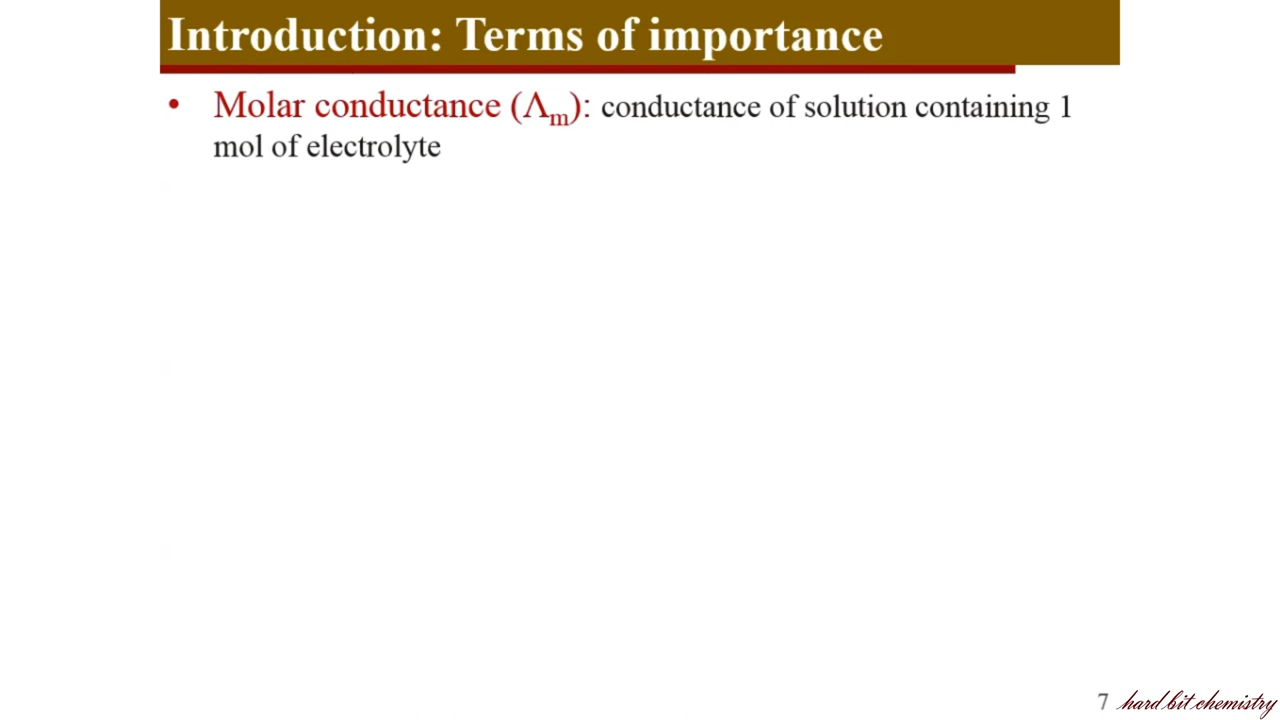 Introduction: Terms of importance
• Molar conductance (Λm): conductance of solution containing 1
mol of electrolyte
7
hard bit chemistry